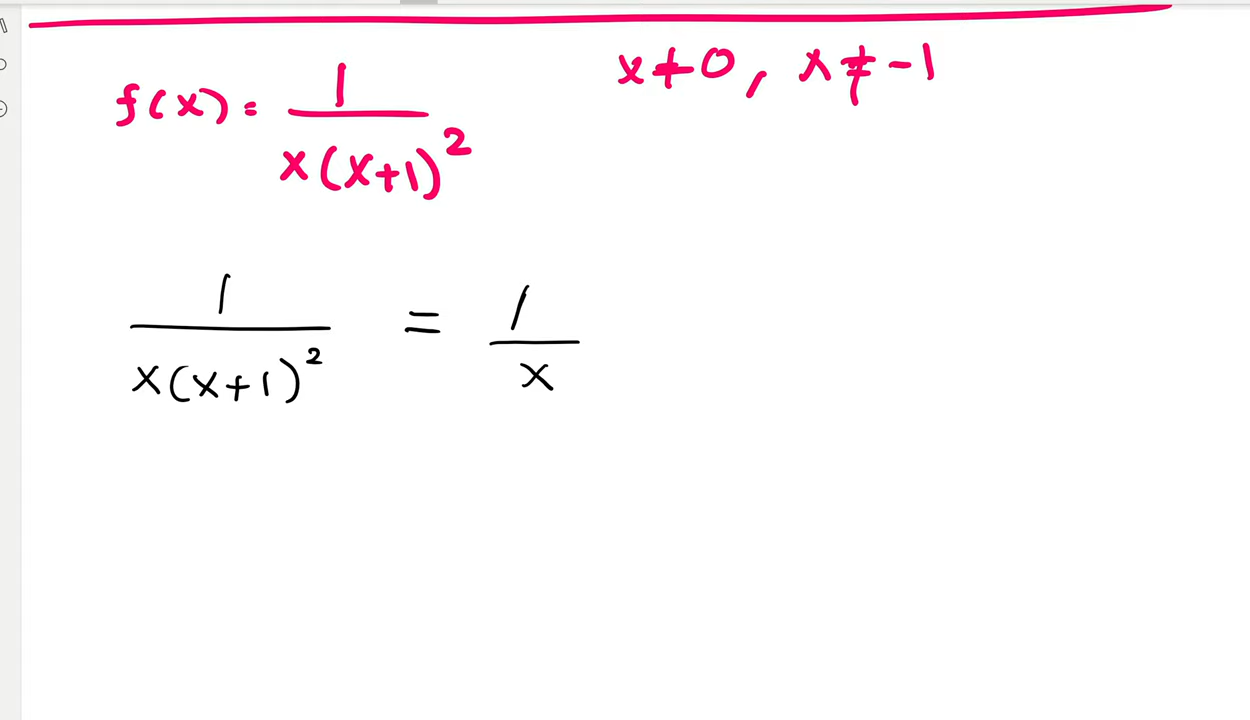 f(x) = 1/x(x+1)² x≠0, x≠-1
1/x(x+1)² = 1/x